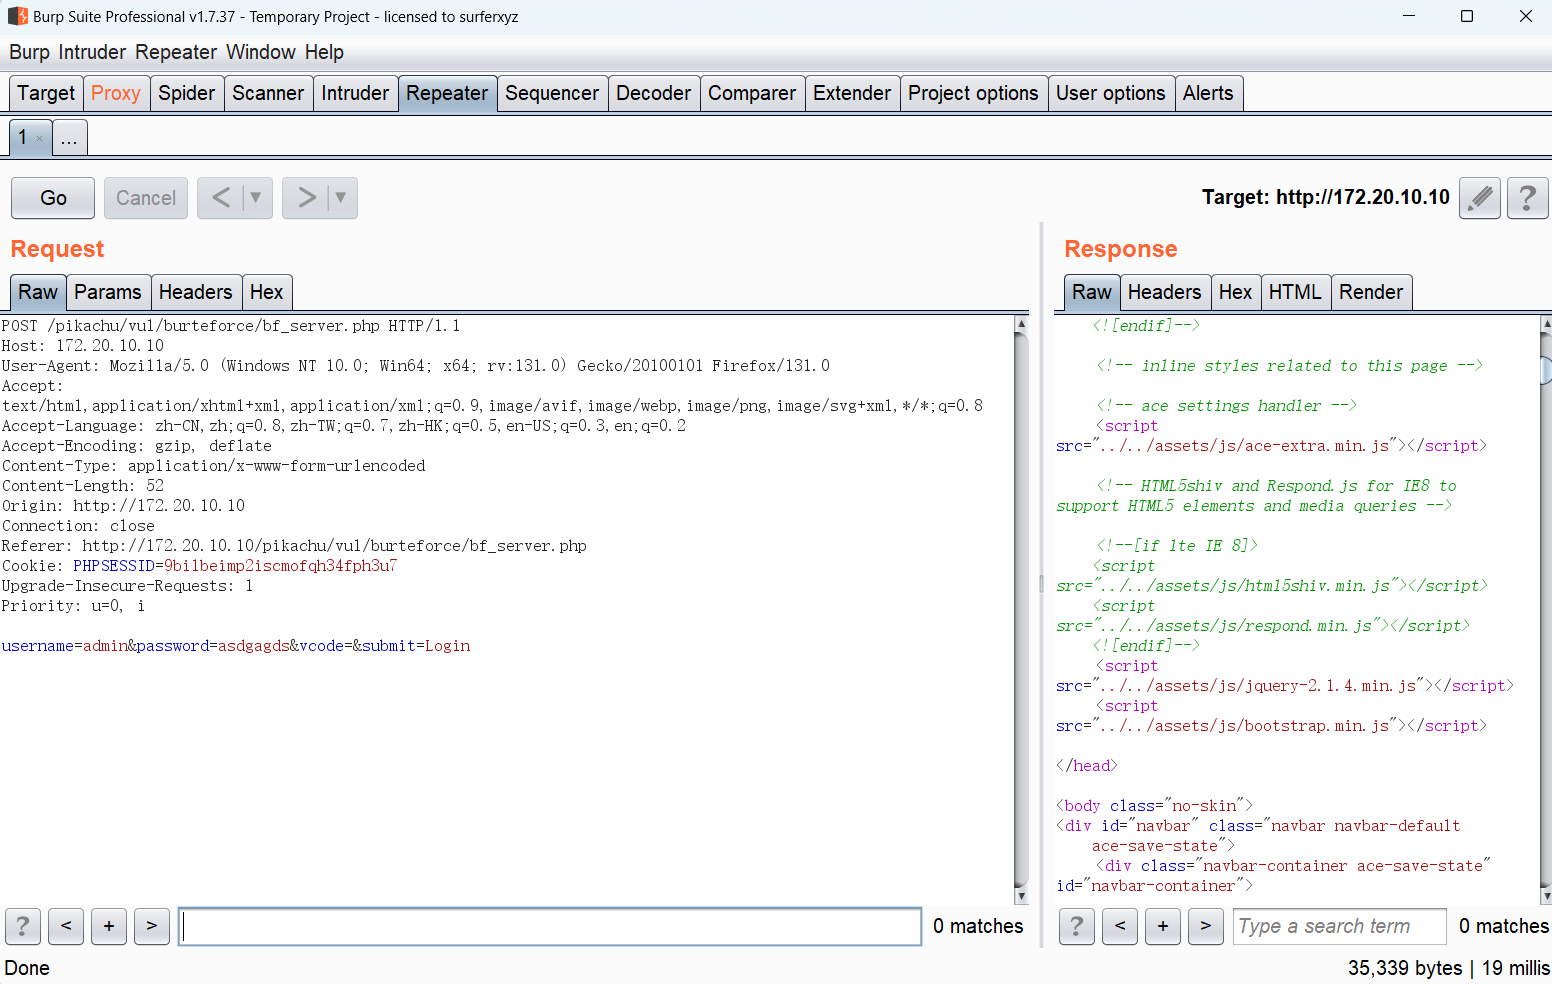 Burp Suite Professional v1.7.37 - Temporary Project - licensed to surferxyz
Burp Intruder Repeater Window Help
Target Proxy Spider Scanner Intruder Repeater Sequencer Decoder Comparer Extender Project options User options Alerts
1 × ...
Go Cancel < ▼ > ▼ Target: http://172.20.10.10 ?
Request
Raw Params Headers Hex
POST /pikachu/vul/burteforce/bf_server.php HTTP/1.1
Host: 172.20.10.10
User-Agent: Mozilla/5.0 (Windows NT 10.0; Win64; x64; rv:131.0) Gecko/20100101 Firefox/131.0
Accept:
text/html,application/xhtml+xml,application/xml;q=0.9,image/avif,image/webp,image/png,image/svg+xml,*/*;q=0.8
Accept-Language: zh-CN,zh;q=0.8,zh-TW;q=0.7,zh-HK;q=0.5,en-US;q=0.3,en;q=0.2
Accept-Encoding: gzip, deflate
Content-Type: application/x-www-form-urlencoded
Content-Length: 52
Origin: http://172.20.10.10
Connection: close
Referer: http://172.20.10.10/pikachu/vul/burteforce/bf_server.php
Cookie: PHPSESSID=9bilbeimp2iscmofqh34fph3u7
Upgrade-Insecure-Requests: 1
Priority: u=0, i
username=admin&password=asdgagds&vcode=&submit=Login
? < + > 0 matches
Response
Raw Headers Hex HTML Render
<![endif]-->
<!-- inline styles related to this page -->
<!-- ace settings handler -->
<script
src="../../assets/js/ace-extra.min.js"></script>
<!-- HTML5shiv and Respond.js for IE8 to
support HTML5 elements and media queries -->
<!--[if lte IE 8]>
<script
src="../../assets/js/html5shiv.min.js"></script>
<script
src="../../assets/js/respond.min.js"></script>
<![endif]-->
<script
src="../../assets/js/jquery-2.1.4.min.js"></script>
<script
src="../../assets/js/bootstrap.min.js"></script>
</head>
<body class="no-skin">
<div id="navbar" class="navbar navbar-default
ace-save-state">
<div class="navbar-container ace-save-state"
id="navbar-container">
? < + > Type a search term 0 matches
Done
35,339 bytes | 19 millis